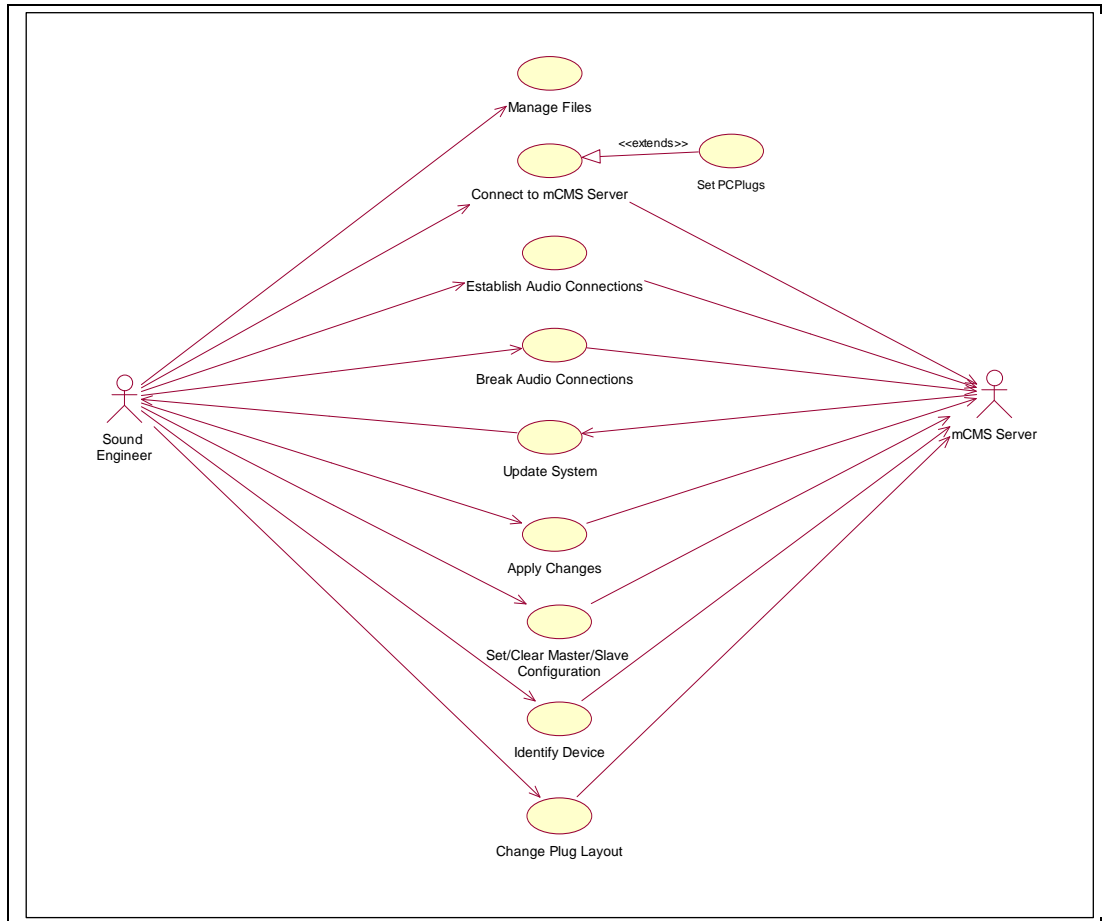 Manage Files
<<extends>>
Connect to mCMS Server
Set PCPlugs
Establish Audio Connections
Break Audio Connections
Sound
Engineer
mCMS Server
Update System
Apply Changes
Set/Clear Master/Slave
Configuration
Identify Device
Change Plug Layout